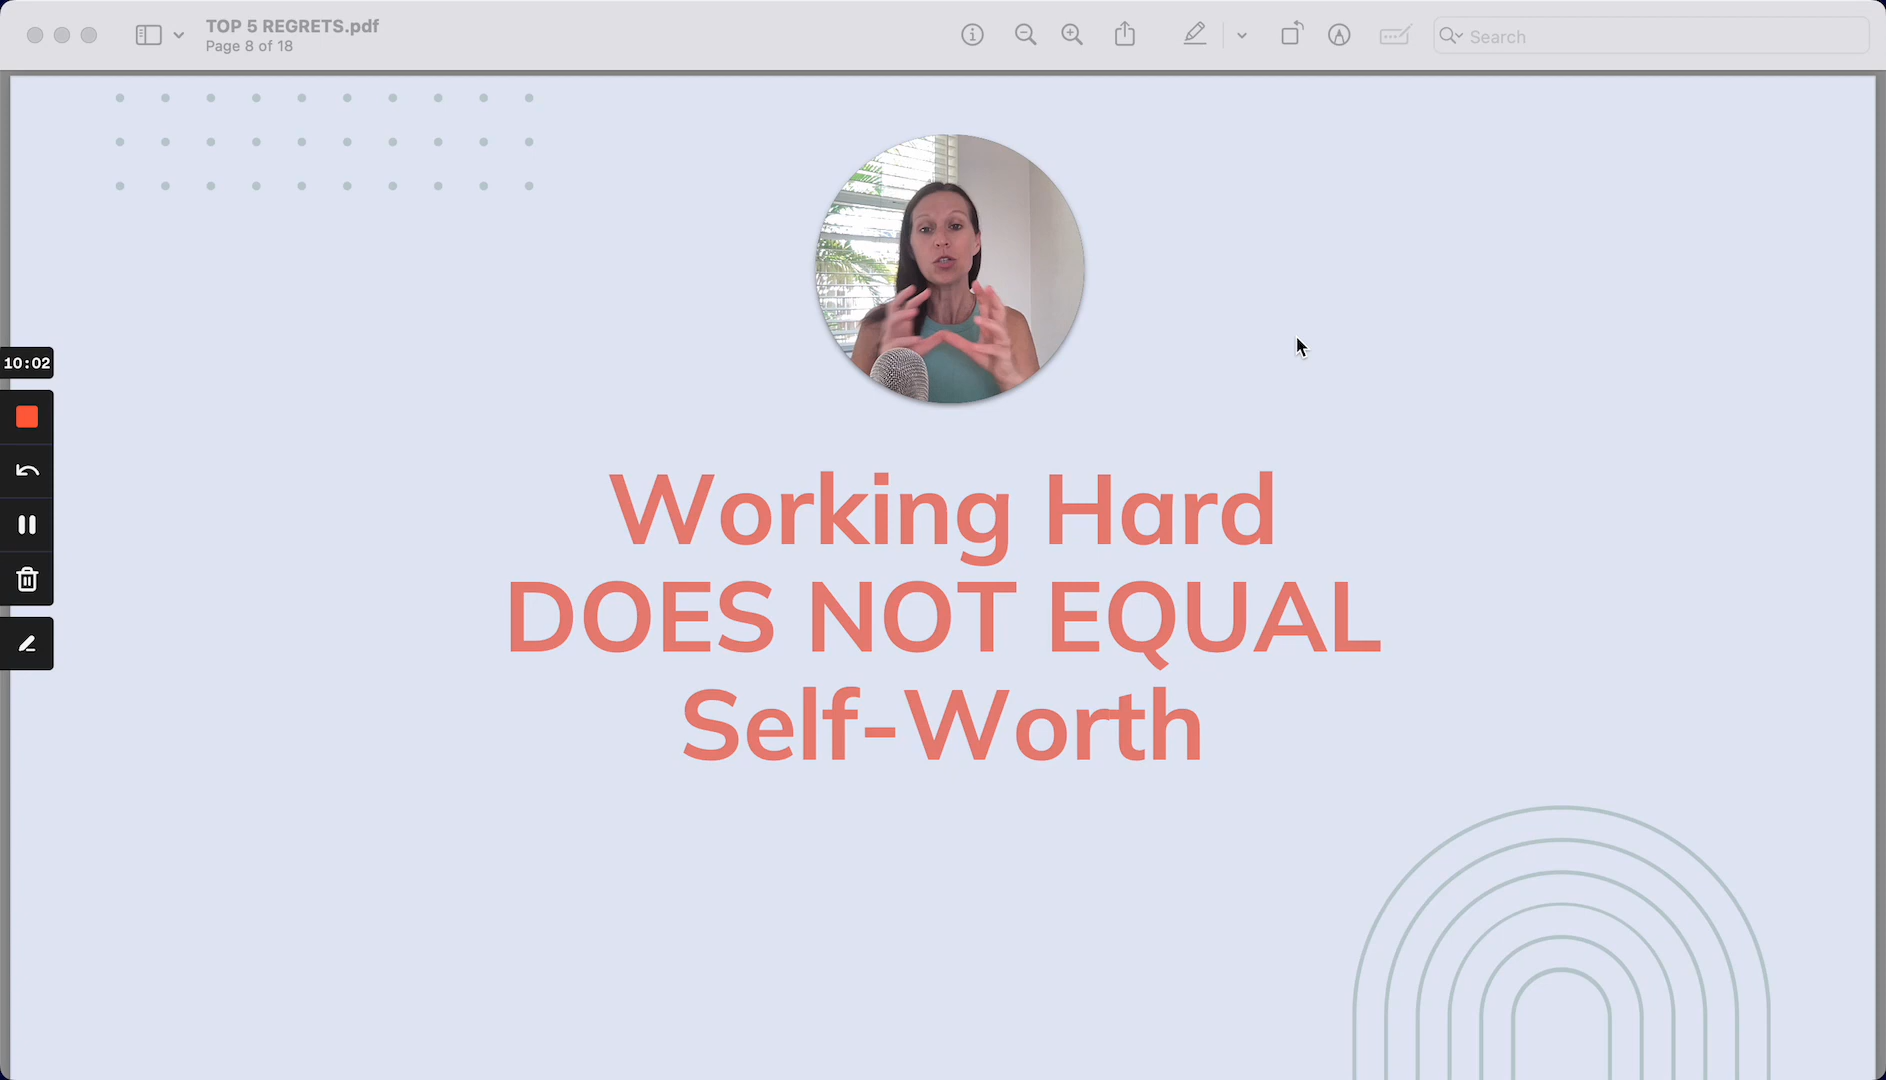 TOP 5 REGRETS.pdf
Page 8 of 18
Search
10:02
Working Hard
DOES NOT EQUAL
Self-Worth